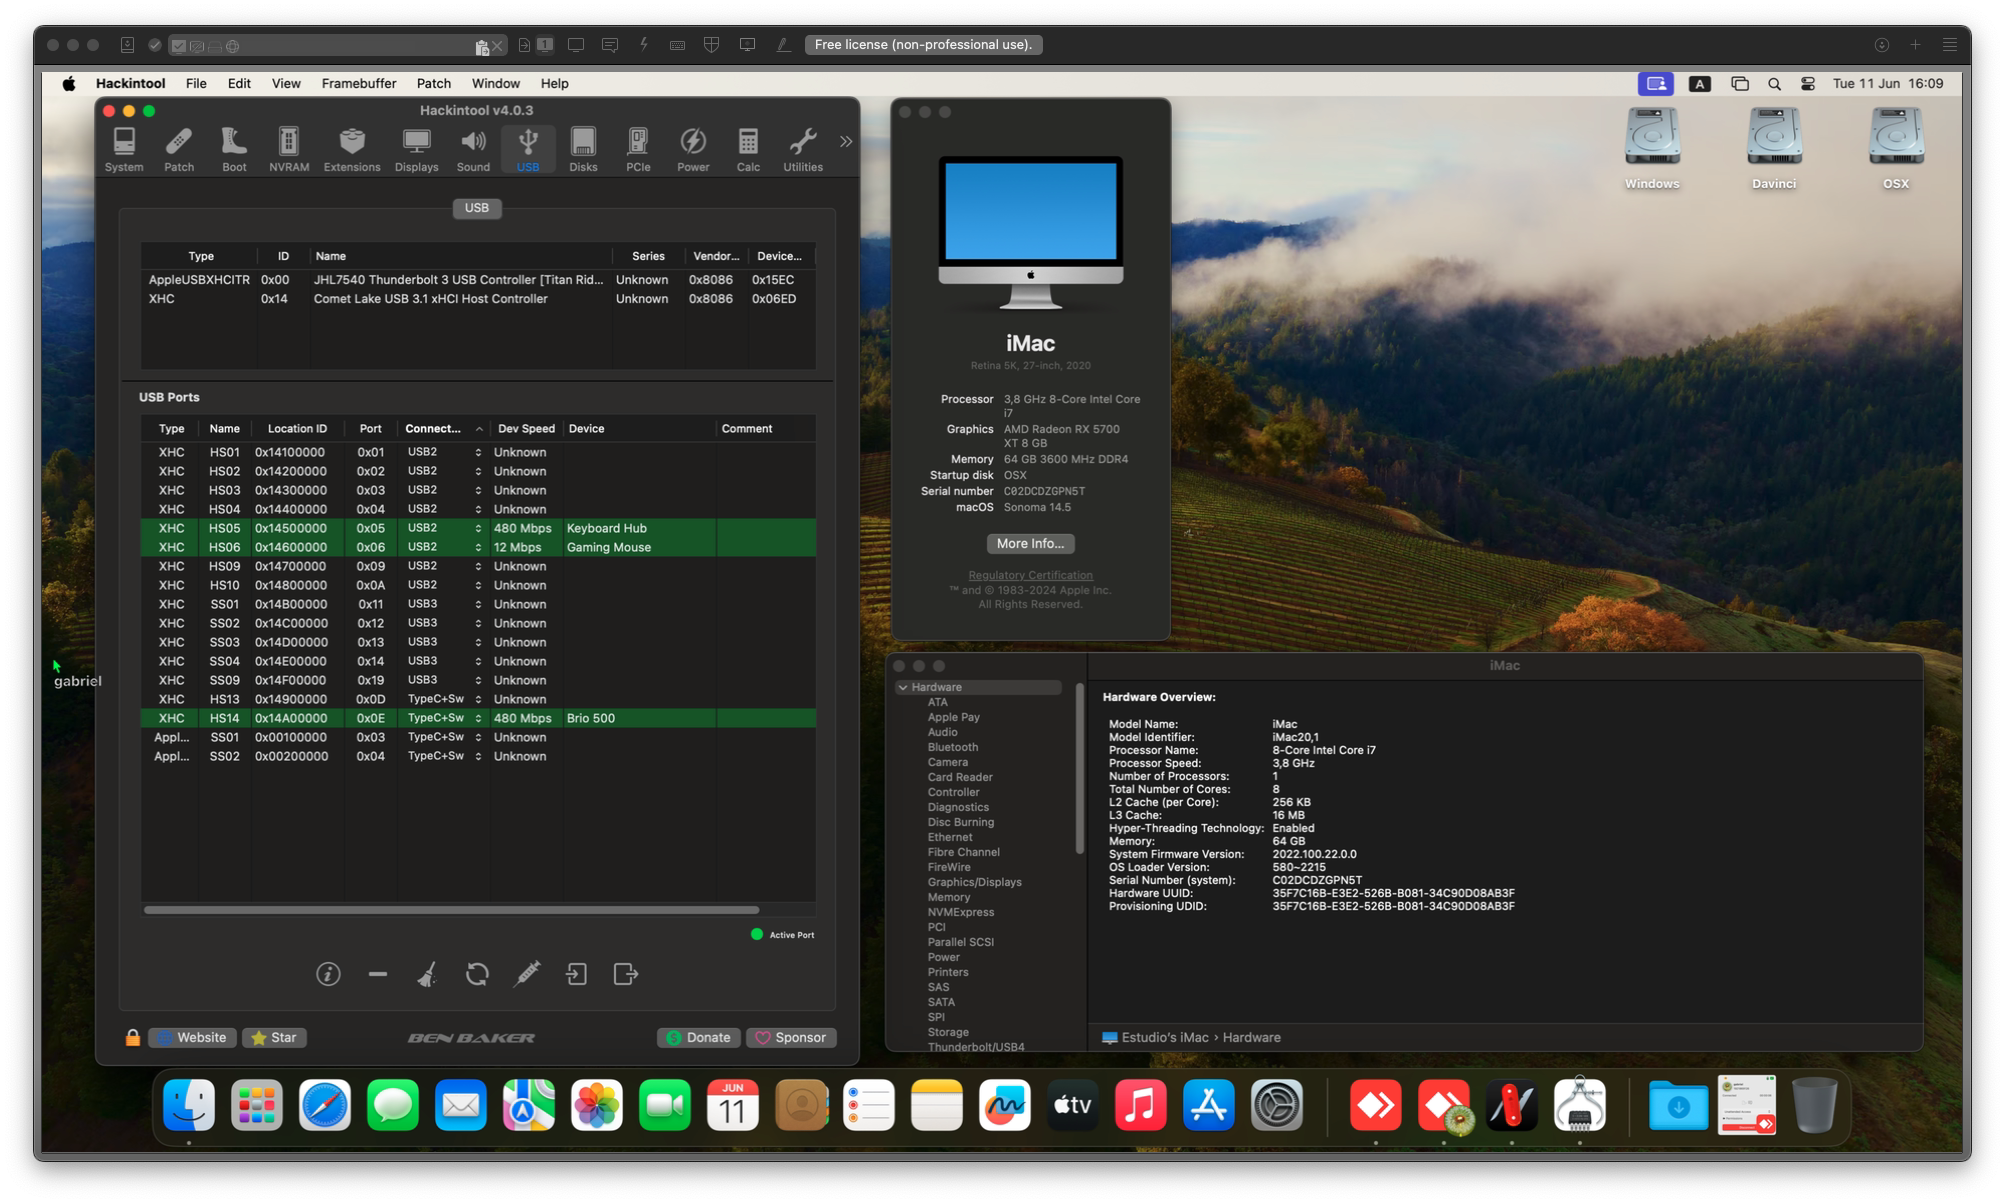 1
Free license (non-professional use).
Hackintool File Edit View Framebuffer Patch Window Help
A
Tue 11 Jun 16:09
Hackintool v4.0.3
System Patch Boot NVRAM Extensions Displays Sound USB Disks PCIe Power Calc Utilities
USB
Type ID Name Series Vendor... Device...
AppleUSBXHCITR 0x00 JHL7540 Thunderbolt 3 USB Controller [Titan Rid... Unknown 0x8086 0x15EC
XHC 0x14 Comet Lake USB 3.1 xHCI Host Controller Unknown 0x8086 0x06ED
USB Ports
Type Name Location ID Port Connect... Dev Speed Device Comment
XHC HS01 0x14100000 0x01 USB2 Unknown
XHC HS02 0x14200000 0x02 USB2 Unknown
XHC HS03 0x14300000 0x03 USB2 Unknown
XHC HS04 0x14400000 0x04 USB2 Unknown
XHC HS05 0x14500000 0x05 USB2 480 Mbps Keyboard Hub
XHC HS06 0x14600000 0x06 USB2 12 Mbps Gaming Mouse
XHC HS09 0x14700000 0x09 USB2 Unknown
XHC HS10 0x14800000 0x0A USB2 Unknown
XHC SS01 0x14B00000 0x11 USB3 Unknown
XHC SS02 0x14C00000 0x12 USB3 Unknown
XHC SS03 0x14D00000 0x13 USB3 Unknown
XHC SS04 0x14E00000 0x14 USB3 Unknown
XHC SS09 0x14F00000 0x19 USB3 Unknown
XHC HS13 0x14900000 0x0D TypeC+Sw Unknown
XHC HS14 0x14A00000 0x0E TypeC+Sw 480 Mbps Brio 500
Appl... SS01 0x00100000 0x03 TypeC+Sw Unknown
Appl... SS02 0x00200000 0x04 TypeC+Sw Unknown
Active Port
Website Star BEN BAKER Donate Sponsor
gabriel
iMac
Retina 5K, 27-inch, 2020
Processor 3,8 GHz 8-Core Intel Core
i7
Graphics AMD Radeon RX 5700
XT 8 GB
Memory 64 GB 3600 MHz DDR4
Startup disk OSX
Serial number C02DCDZGPN5T
macOS Sonoma 14.5
More Info...
Regulatory Certification
™ and © 1983-2024 Apple Inc.
All Rights Reserved.
Windows Davinci OSX
iMac
Hardware
ATA
Apple Pay
Audio
Bluetooth
Camera
Card Reader
Controller
Diagnostics
Disc Burning
Ethernet
Fibre Channel
FireWire
Graphics/Displays
Memory
NVMExpress
PCI
Parallel SCSI
Power
Printers
SAS
SATA
SPI
Storage
Thunderbolt/USB4
Hardware Overview:
Model Name: iMac
Model Identifier: iMac20,1
Processor Name: 8-Core Intel Core i7
Processor Speed: 3,8 GHz
Number of Processors: 1
Total Number of Cores: 8
L2 Cache (per Core): 256 KB
L3 Cache: 16 MB
Hyper-Threading Technology: Enabled
Memory: 64 GB
System Firmware Version: 2022.100.22.0.0
OS Loader Version: 580~2215
Serial Number (system): C02DCDZGPN5T
Hardware UUID: 35F7C16B-E3E2-526B-B081-34C90D08AB3F
Provisioning UDID: 35F7C16B-E3E2-526B-B081-34C90D08AB3F
Estudio's iMac › Hardware
JUN
11
tv